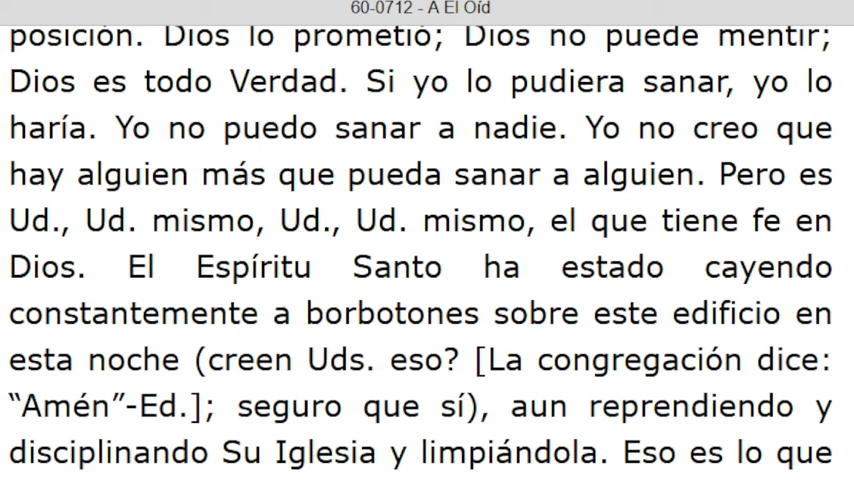 60-0712 - A Él Oíd
posición. Dios lo prometió; Dios no puede mentir;
Dios es todo Verdad. Si yo lo pudiera sanar, yo lo
haría. Yo no puedo sanar a nadie. Yo no creo que
hay alguien más que pueda sanar a alguien. Pero es
Ud., Ud. mismo, Ud., Ud. mismo, el que tiene fe en
Dios. El Espíritu Santo ha estado cayendo
constantemente a borbotones sobre este edificio en
esta noche (creen Uds. eso? [La congregación dice:
“Amén”-Ed.]; seguro que sí), aun reprendiendo y
disciplinando Su Iglesia y limpiándola. Eso es lo que